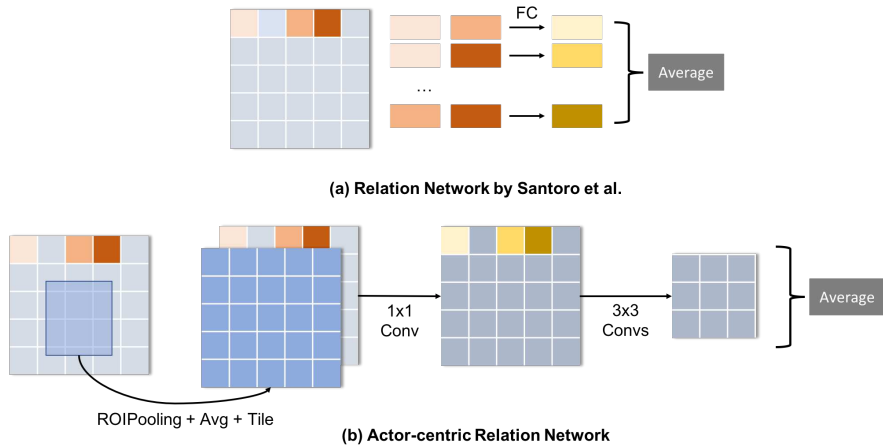 FC
...
Average
(a) Relation Network by Santoro et al.
1x1
Conv
3x3
Convs
Average
ROIPooling + Avg + Tile
(b) Actor-centric Relation Network